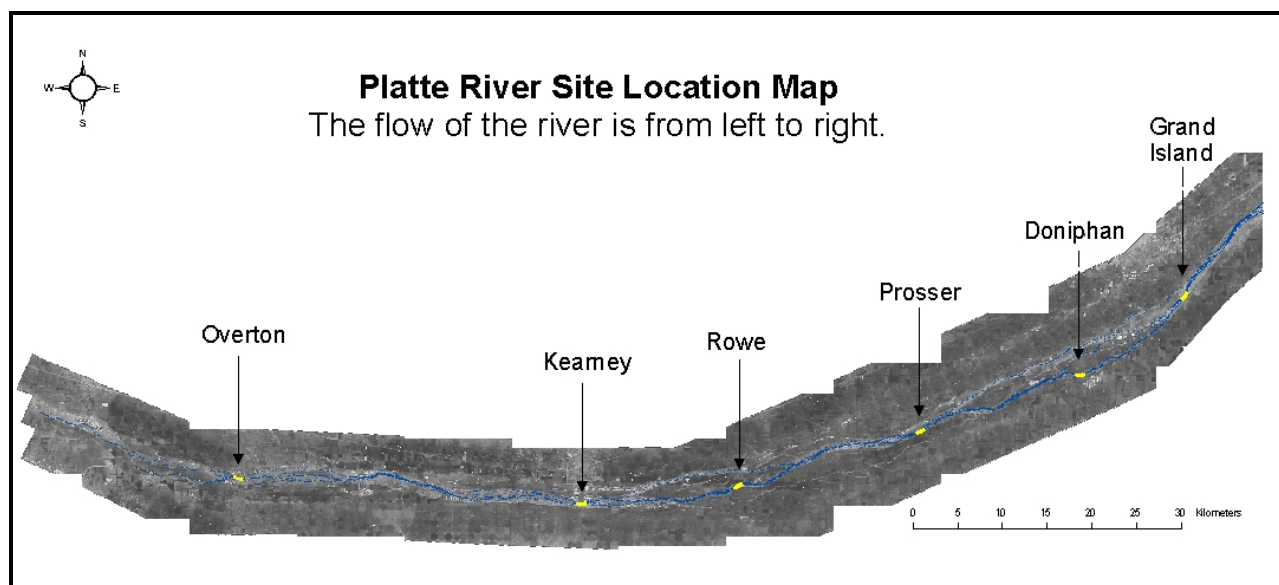 N
W E
S
Platte River Site Location Map
The flow of the river is from left to right.
Grand
Island
Doniphan
Prosser
Rowe
Kearney
Overton
0 5 10 15 20 25 30 Kilometers